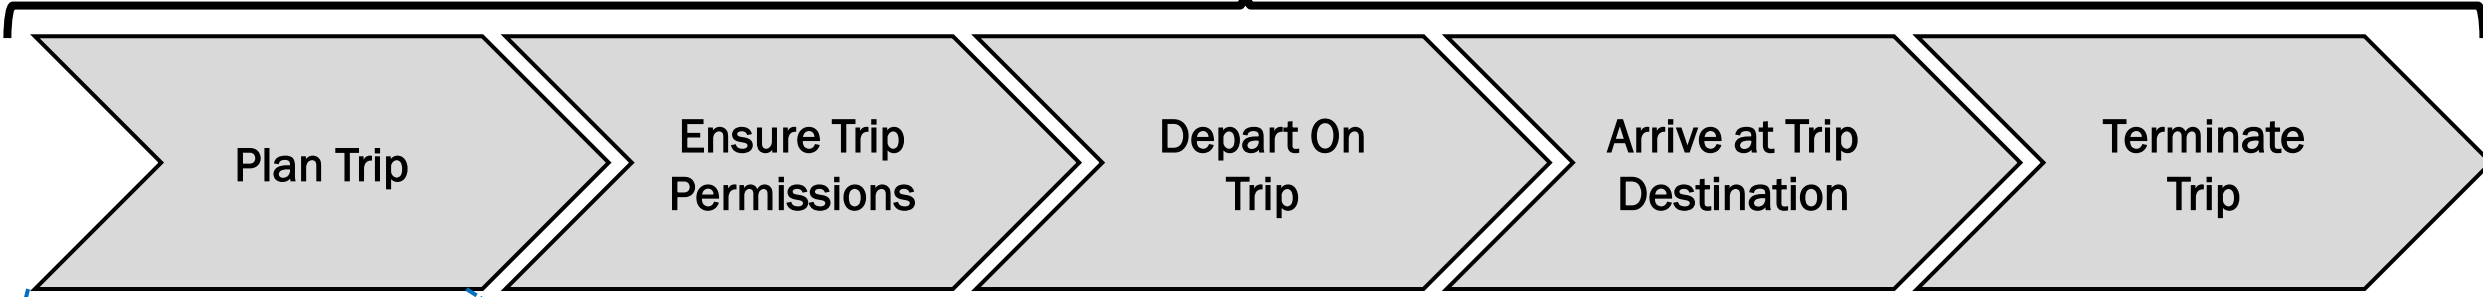 Plan Trip
Ensure Trip
Permissions
Depart On
Trip
Arrive at Trip
Destination
Terminate
Trip